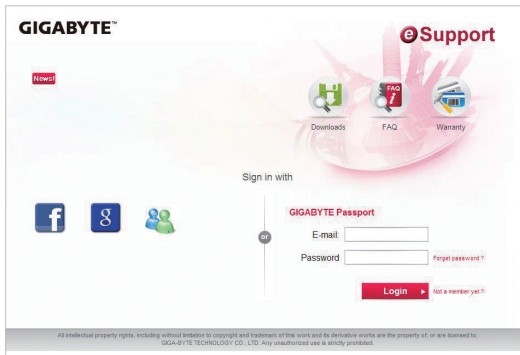 GIGABYTE™
eSupport
News!
FAQ
i
Downloads
FAQ
Warranty
Sign in with
f
8
or
GIGABYTE Passport
E-mail:
Password
Forget password ?
Login
Not a member yet ?
All intellectual property rights, including without limitation to copyright and trademark of this work and its derivative works are the property of, or are licensed to,
GIGA-BYTE TECHNOLOGY CO., LTD. Any unauthorized use is strictly prohibited.